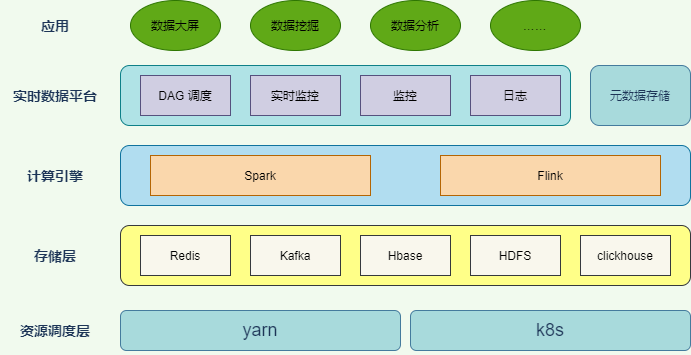 应用
数据大屏
数据挖掘
数据分析
……
实时数据平台
DAG 调度
实时监控
监控
日志
元数据存储
计算引擎
Spark
Flink
存储层
Redis
Kafka
Hbase
HDFS
clickhouse
资源调度层
yarn
k8s